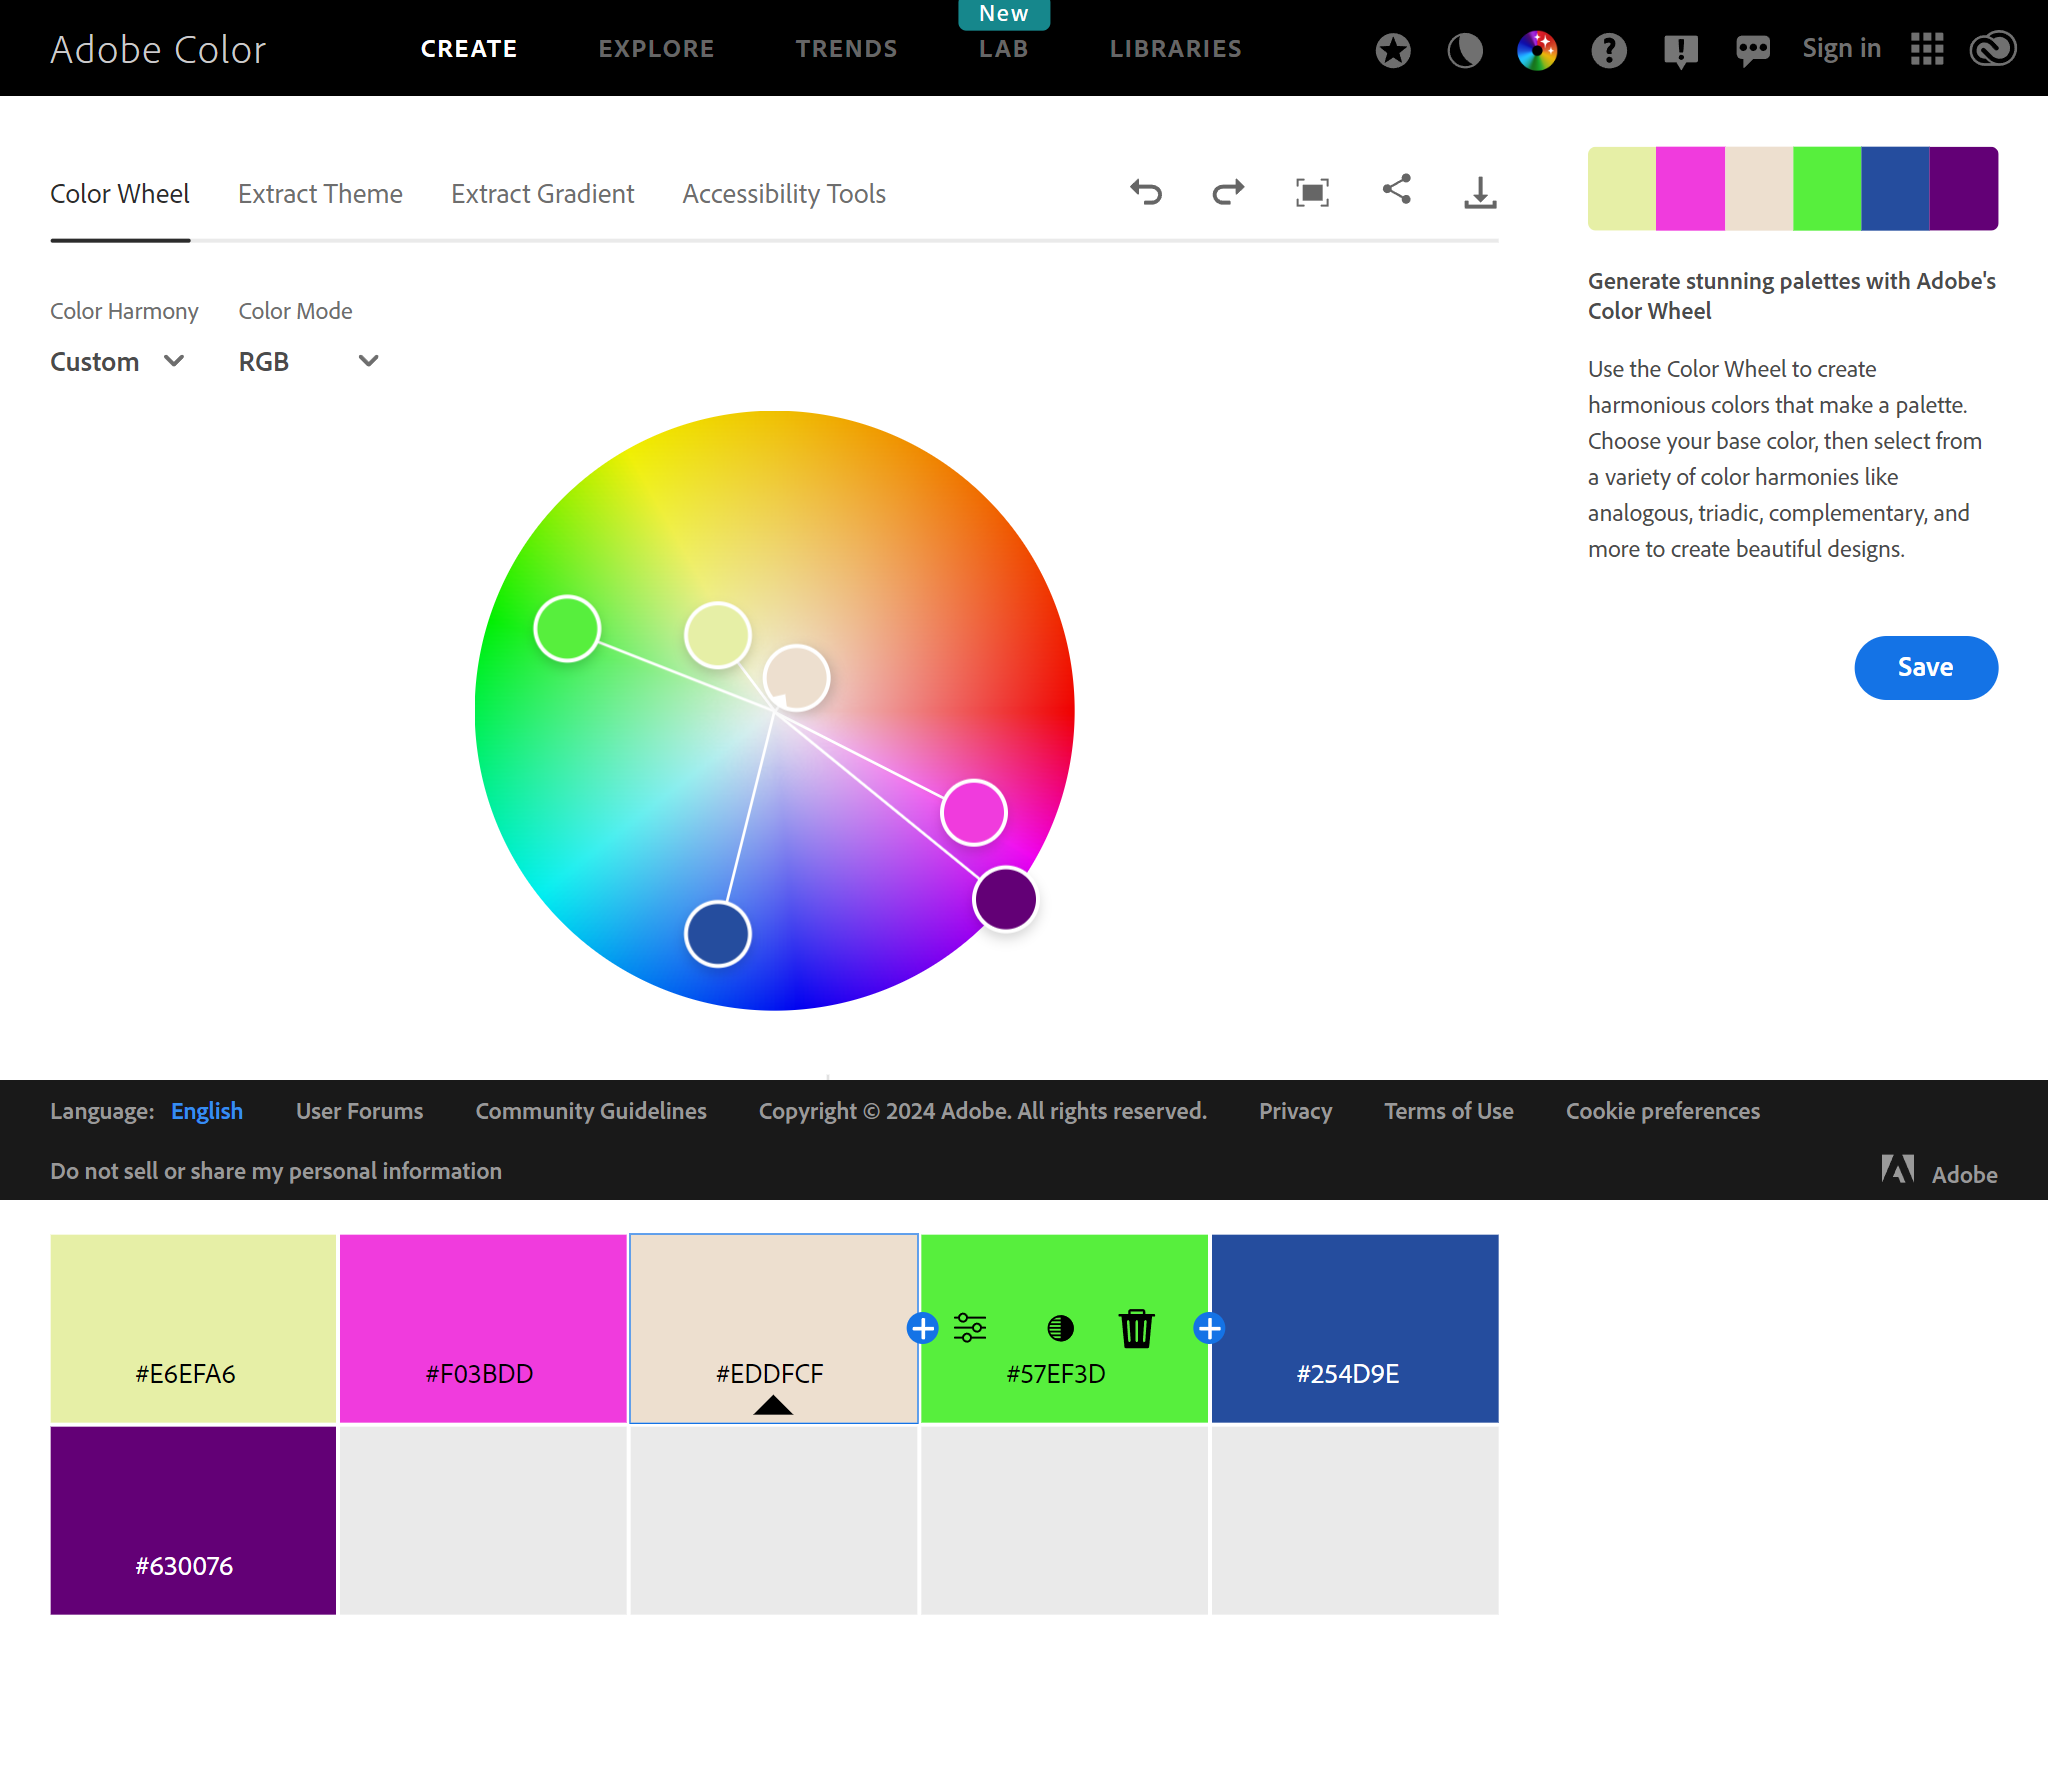 Adobe Color
CREATE
EXPLORE
TRENDS
New
LAB
LIBRARIES
Sign in
Color Wheel
Extract Theme
Extract Gradient
Accessibility Tools
Color Harmony
Color Mode
Custom
RGB
Generate stunning palettes with Adobe's
Color Wheel
Use the Color Wheel to create
harmonious colors that make a palette.
Choose your base color, then select from
a variety of color harmonies like
analogous, triadic, complementary, and
more to create beautiful designs.
Save
Language: English
User Forums
Community Guidelines
Copyright © 2024 Adobe. All rights reserved.
Privacy
Terms of Use
Cookie preferences
Do not sell or share my personal information
Adobe
#E6EFA6
#F03BDD
#EDDFCF
#57EF3D
#254D9E
#630076